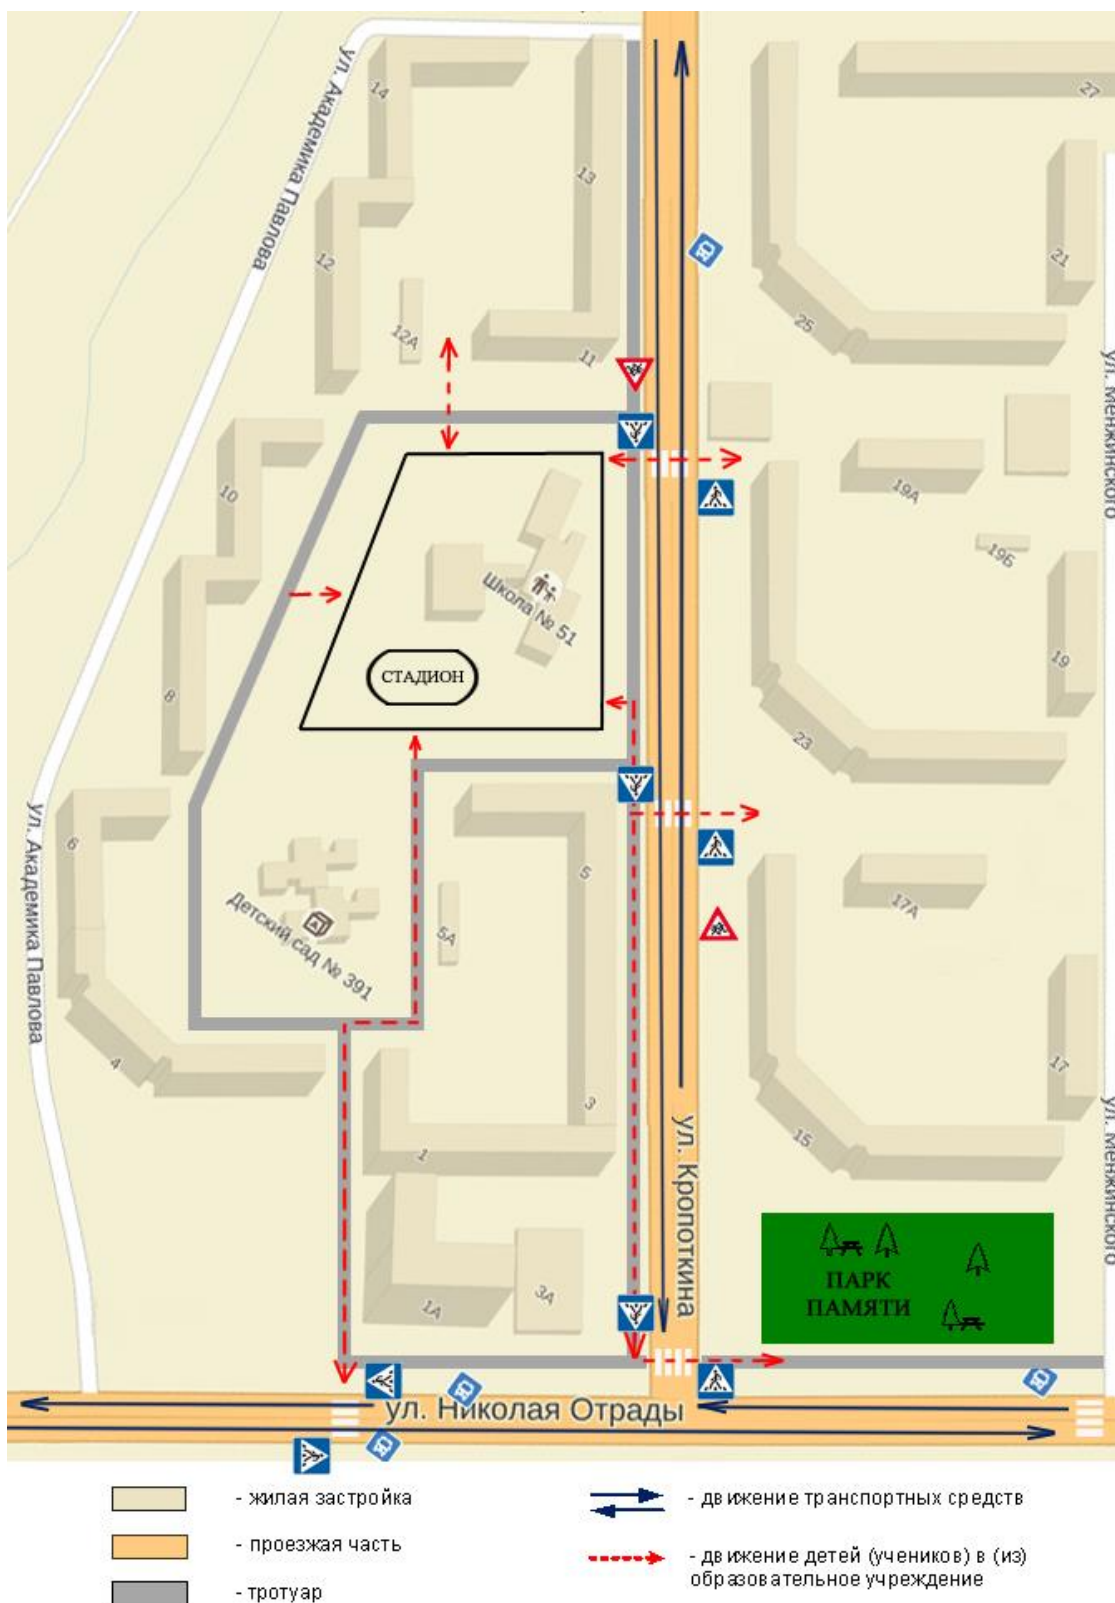 ул. Академика Павлова
14
13
27
12
12А
11
21
25
ул. Менжинского
10
19А
19Б
Школа № 51
СТАДИОН
8
19
23
6
5
ул. Академика Павлова
5А
17А
Детский сад № 391
4
3
17
15
1
ул. Кропоткина
ул. Менжинского
1А
3А
ПАРК
ПАМЯТИ
ул. Николая Отрады
- жилая застройка
- проезжая часть
- тротуар
- движение транспортных средств
- движение детей (учеников) в (из)
образовательное учреждение